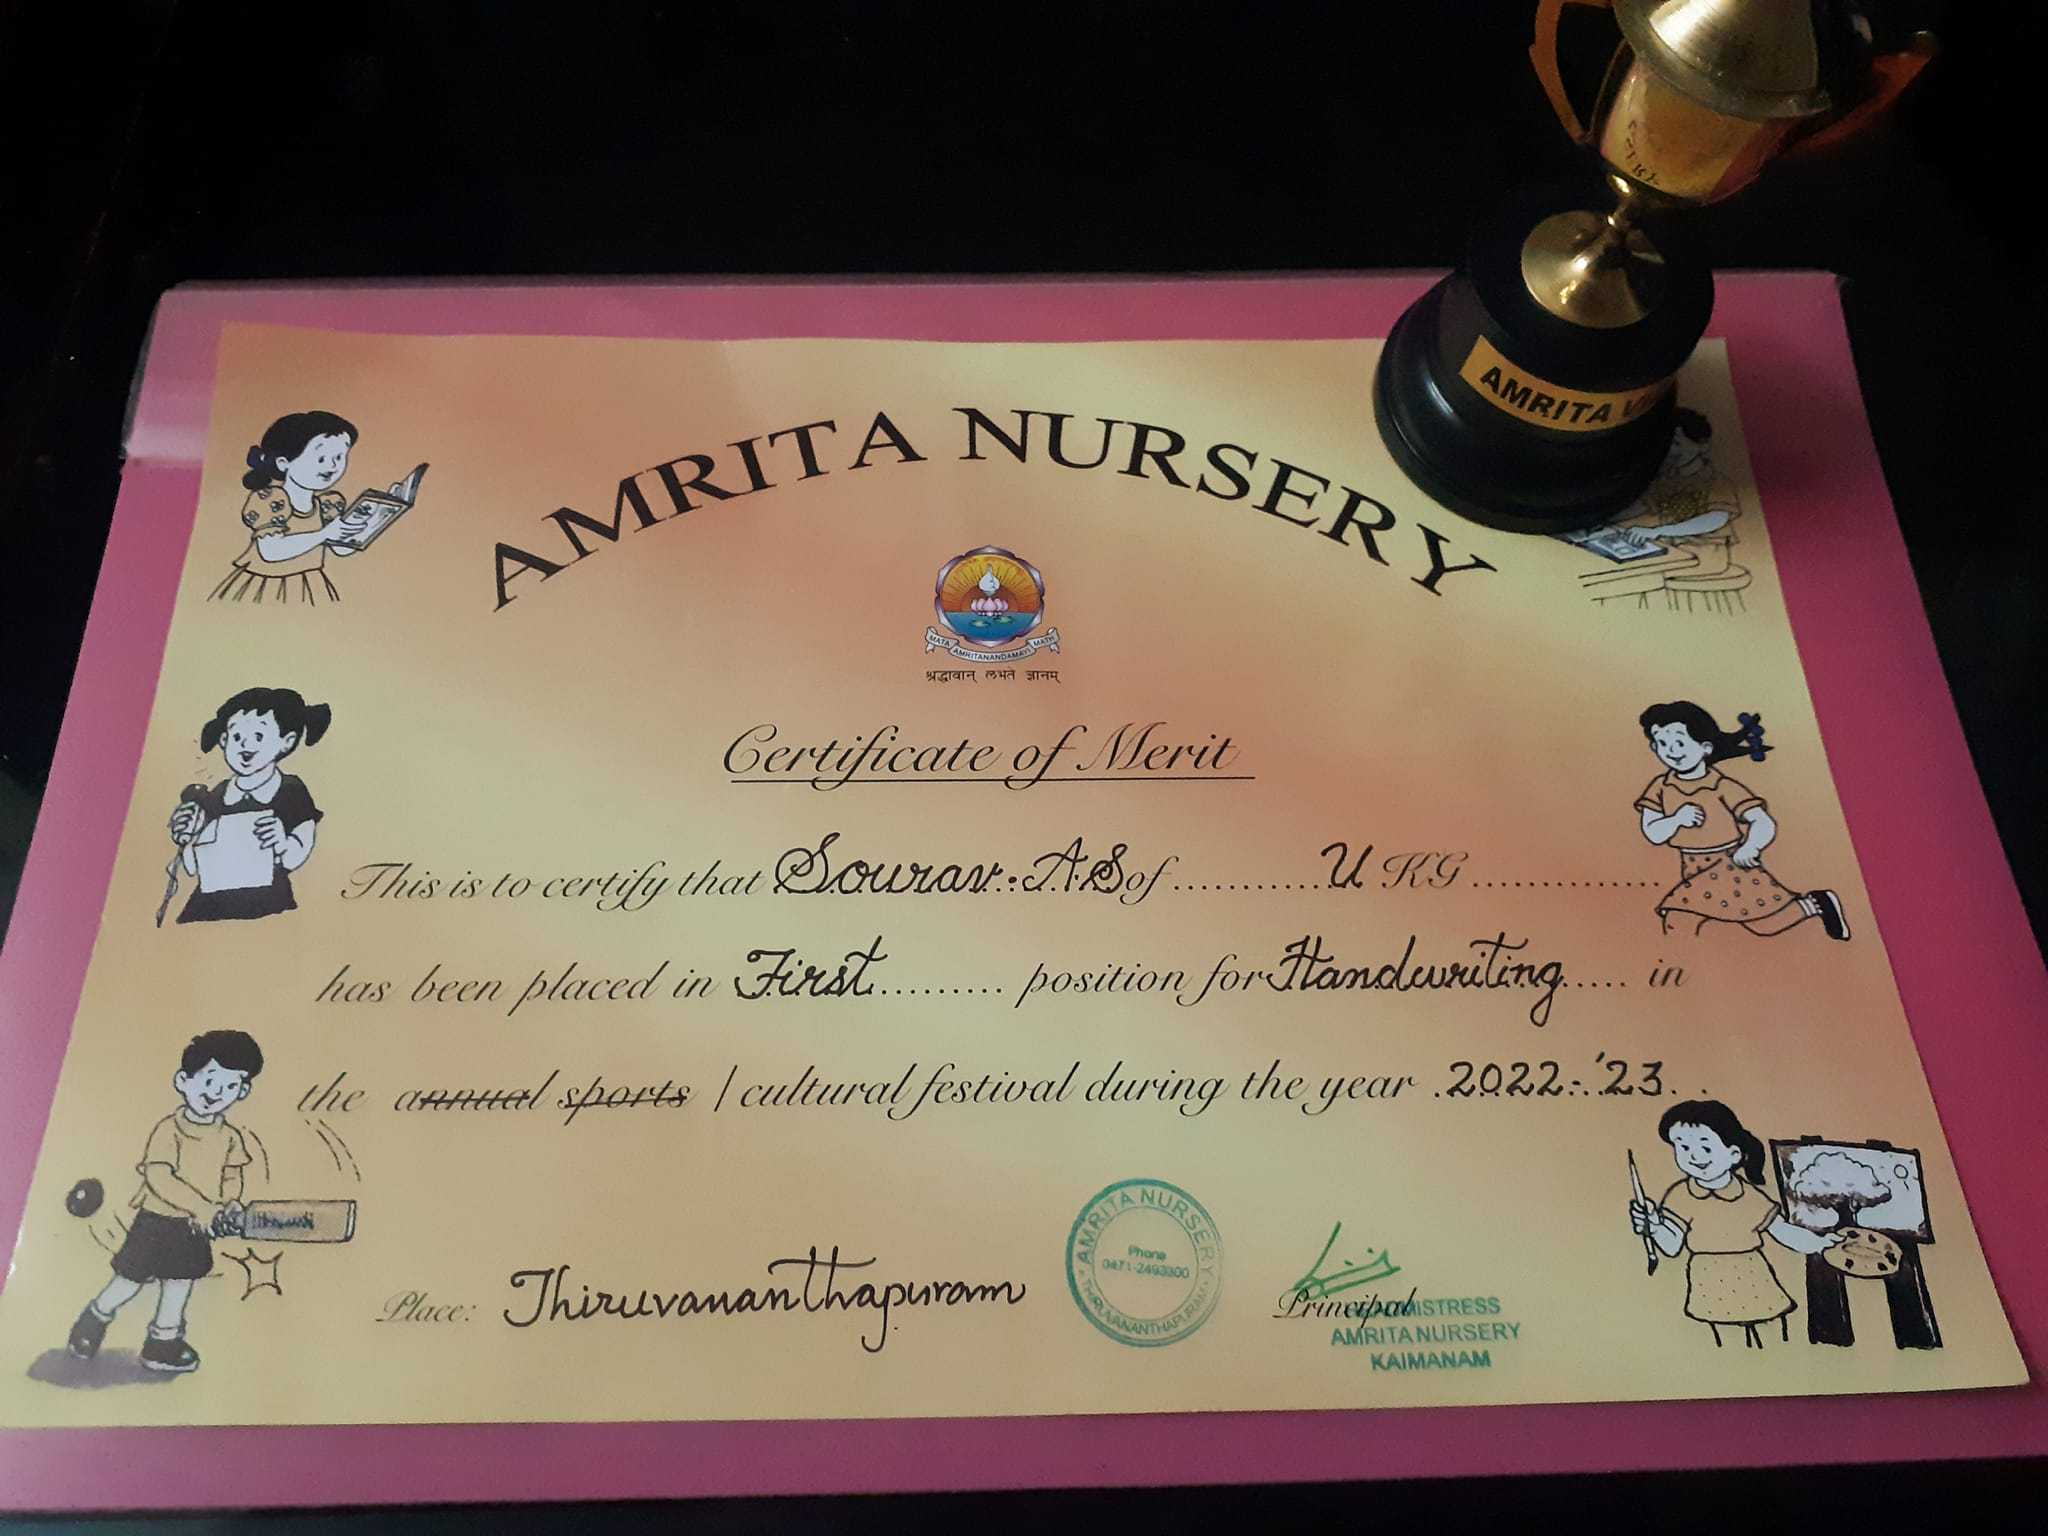 AMRITA V
AMRITA NURSERY
MATA AMRITANANDAMAYI MATH
श्रद्धावान् लभते ज्ञानम्
Certificate of Merit
This is to certify that Sourav. A.S of ............ U KG ..............
has been placed in First ......... position for Handwriting ..... in
the annual sports / cultural festival during the year .2022-'23. .
AMRITA NURSERY
Phone
0471-2493300
THIRUVANANTHAPURAM
Place: Thiruvananthapuram
Principal
MISTRESS
AMRITA NURSERY
KAIMANAM